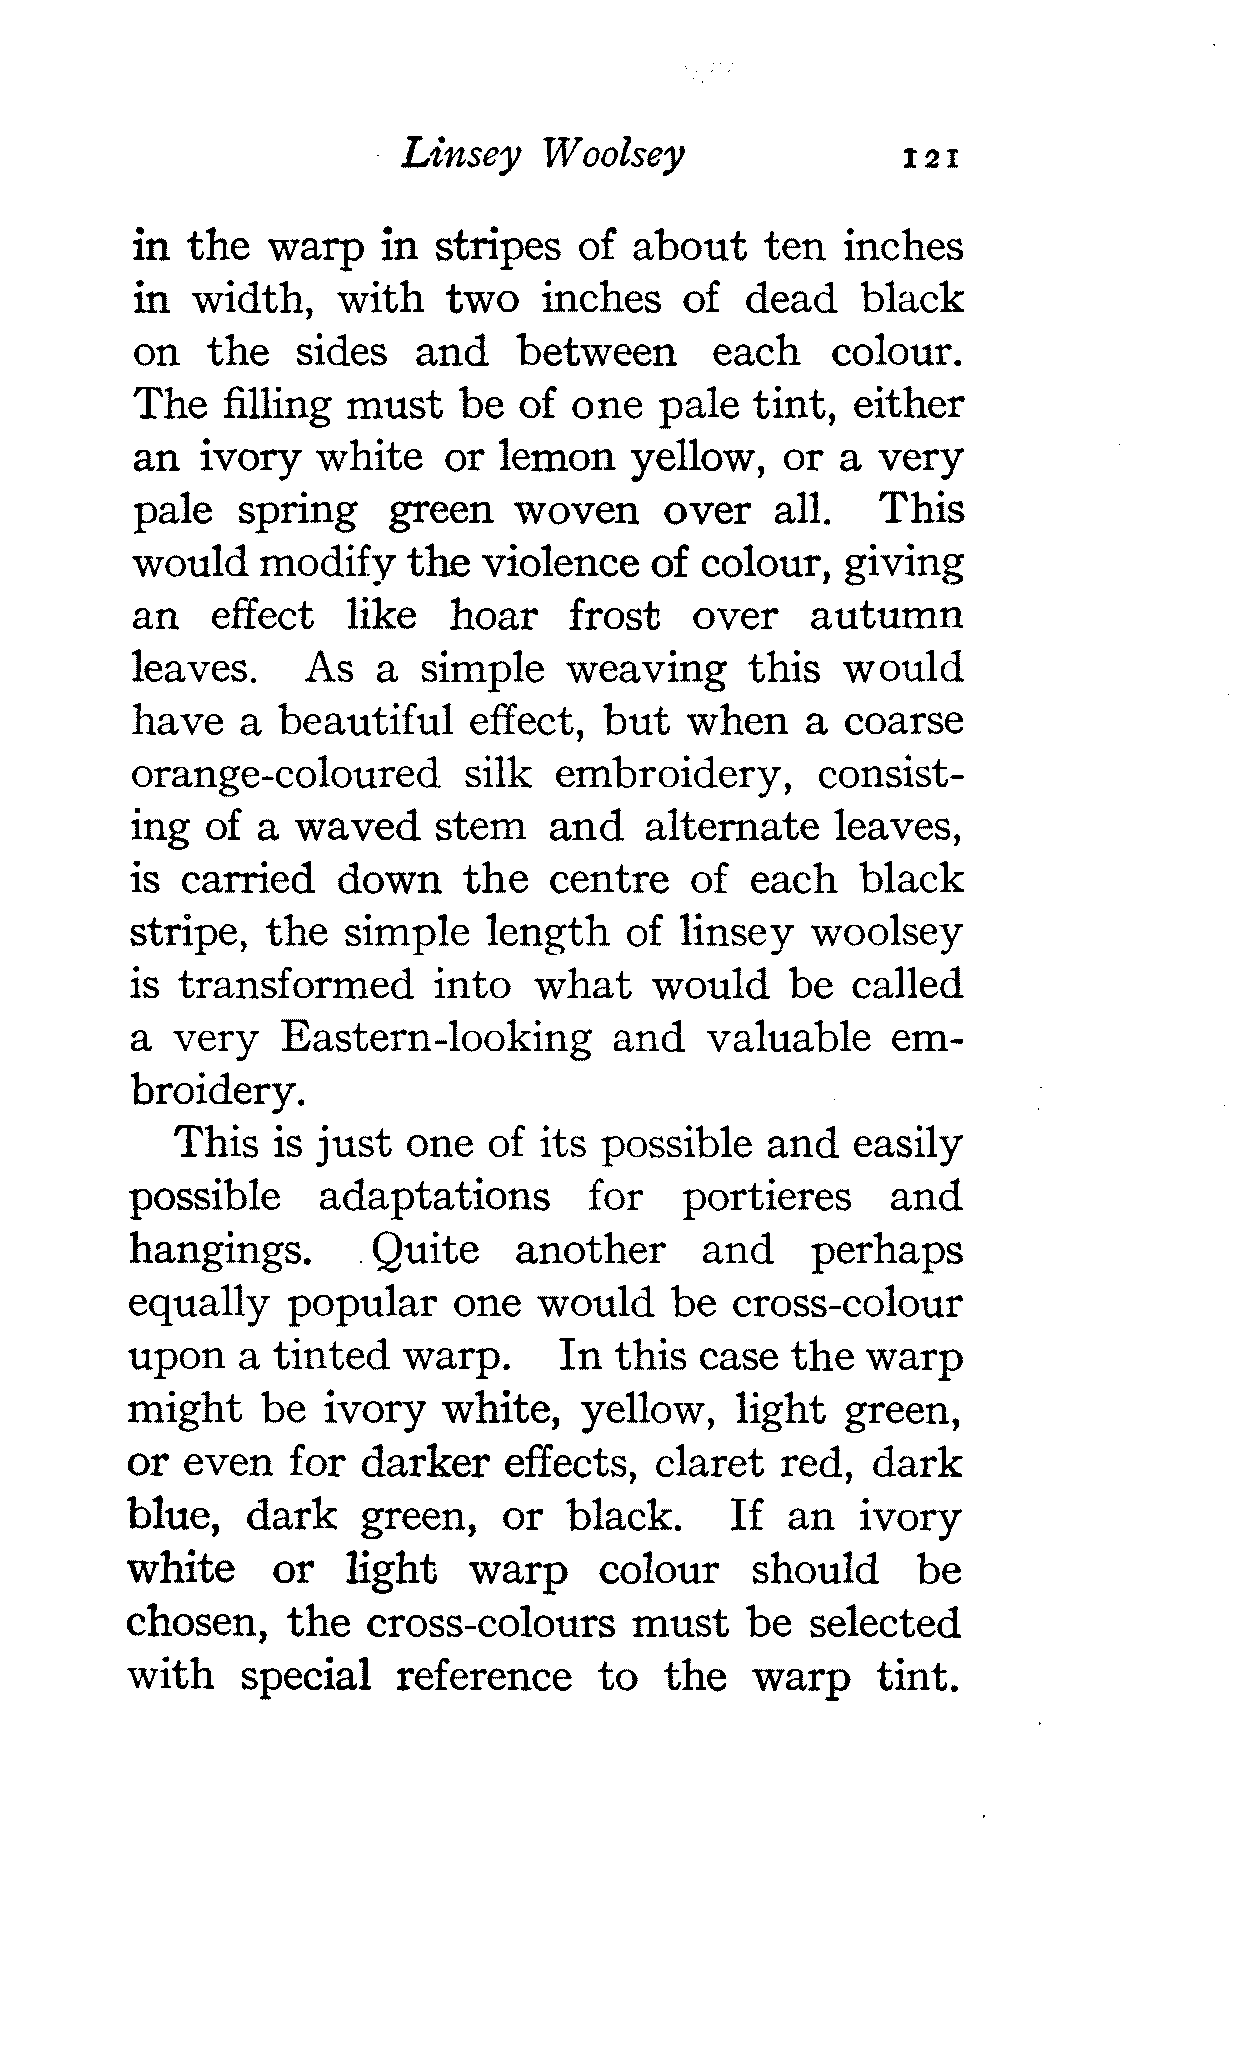 Linsey Woolsey 121
in the warp in stripes of about ten inches
in width, with two inches of dead black
on the sides and between each colour.
The filling must be of one pale tint, either
an ivory white or lemon yellow, or a very
pale spring green woven over all. This
would modify the violence of colour, giving
an effect like hoar frost over autumn
leaves. As a simple weaving this would
have a beautiful effect, but when a coarse
orange-coloured silk embroidery, consist-
ing of a waved stem and alternate leaves,
is carried down the centre of each black
stripe, the simple length of linsey woolsey
is transformed into what would be called
a very Eastern-looking and valuable em-
broidery.
This is just one of its possible and easily
possible adaptations for portieres and
hangings. Quite another and perhaps
equally popular one would be cross-colour
upon a tinted warp. In this case the warp
might be ivory white, yellow, light green,
or even for darker effects, claret red, dark
blue, dark green, or black. If an ivory
white or light warp colour should be
chosen, the cross-colours must be selected
with special reference to the warp tint.